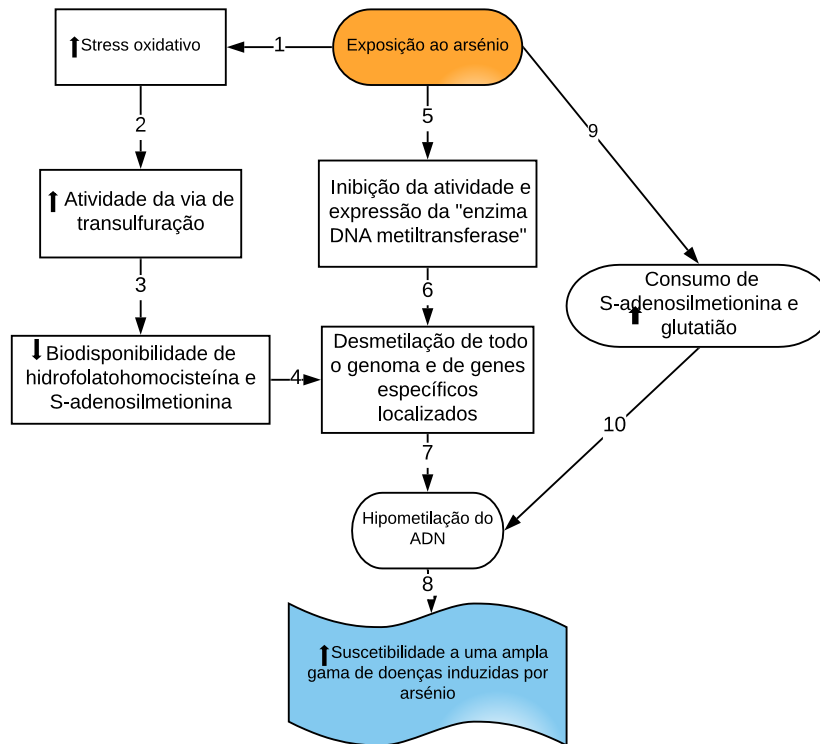 Stress oxidativo
1
Exposição ao arsénio
2
5
9
Atividade da via de
transulfuração
Inibição da atividade e
expressão da "enzima
DNA metiltransferase"
3
6
Consumo de
S-adenosilmetionina e
glutatião
Biodisponibilidade de
hidrofolatohomocisteína e
S-adenosilmetionina
4
Desmetilação de todo
o genoma e de genes
específicos
localizados
7
10
Hipometilação do
ADN
8
Suscetibilidade a uma ampla
gama de doenças induzidas por
arsénio